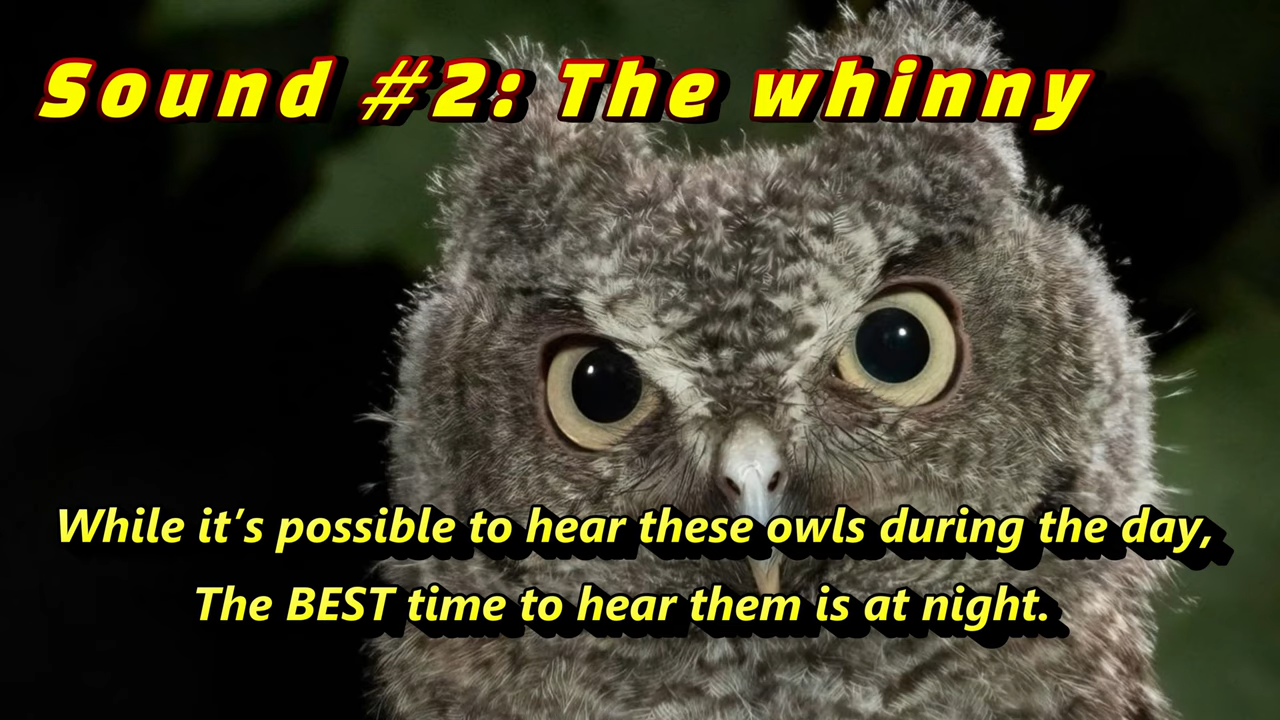 Sound #2: The whinny
While it's possible to hear these owls during the day,
The BEST time to hear them is at night.